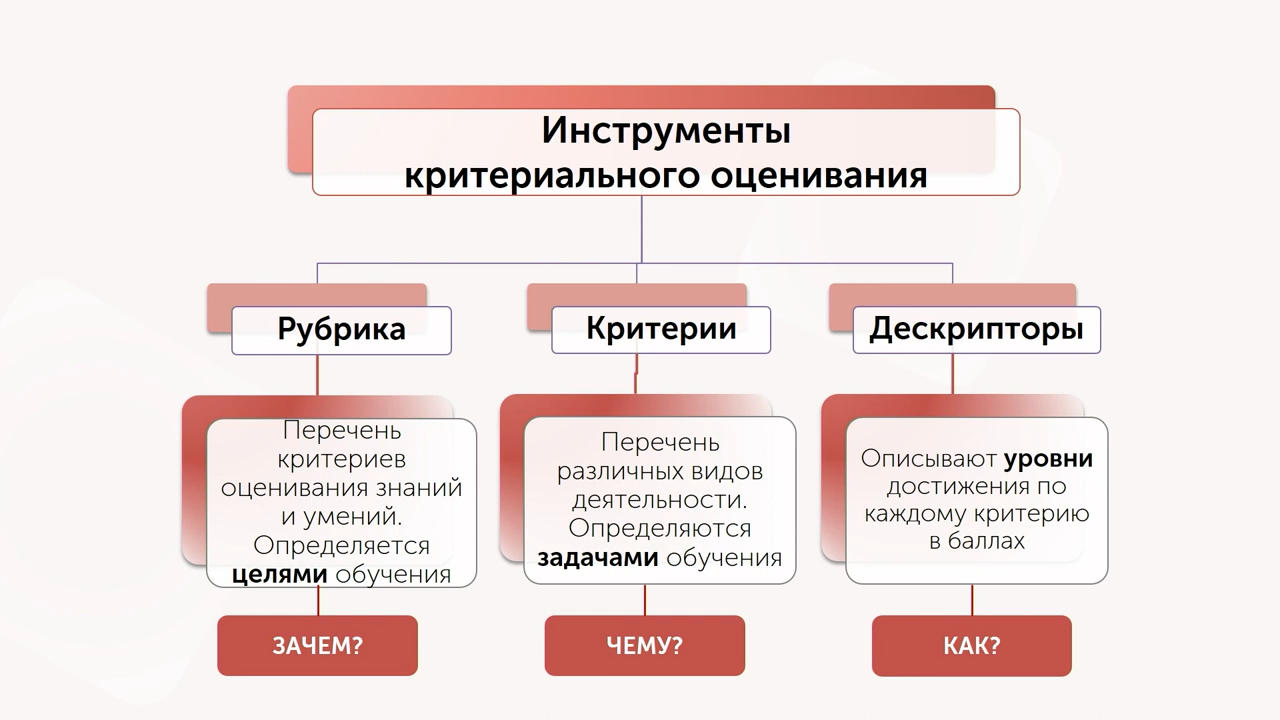 Инструменты
критериального оценивания
Рубрика
Критерии
Дескрипторы
Перечень
критериев
оценивания знаний
и умений.
Определяется
целями обучения
Перечень
различных видов
деятельности.
Определяются
задачами обучения
Описывают уровни
достижения по
каждому критерию
в баллах
ЗАЧЕМ?
ЧЕМУ?
КАК?